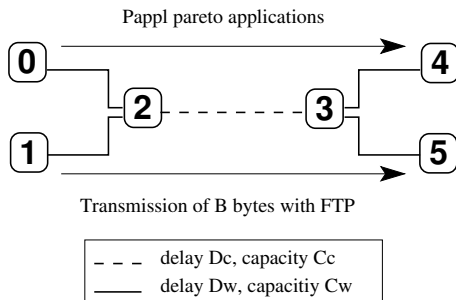 Pappl pareto applications
0
4
2
3
1
5
Transmission of B bytes with FTP
delay Dc, capacity Cc
delay Dw, capacitiy Cw